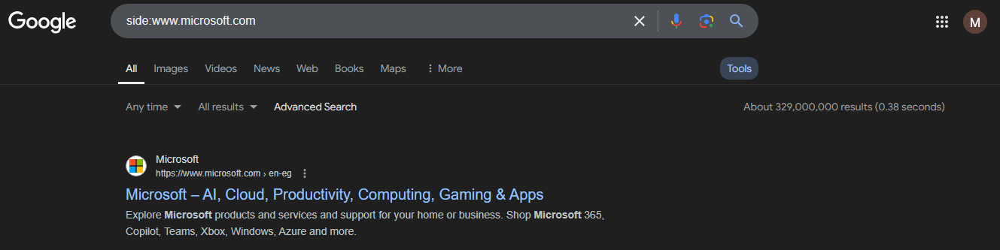 Google
side:www.microsoft.com
M
All Images Videos News Web Books Maps More Tools
Any time All results Advanced Search About 329,000,000 results (0.38 seconds)
Microsoft
https://www.microsoft.com › en-eg
Microsoft – AI, Cloud, Productivity, Computing, Gaming & Apps
Explore Microsoft products and services and support for your home or business. Shop Microsoft 365,
Copilot, Teams, Xbox, Windows, Azure and more.